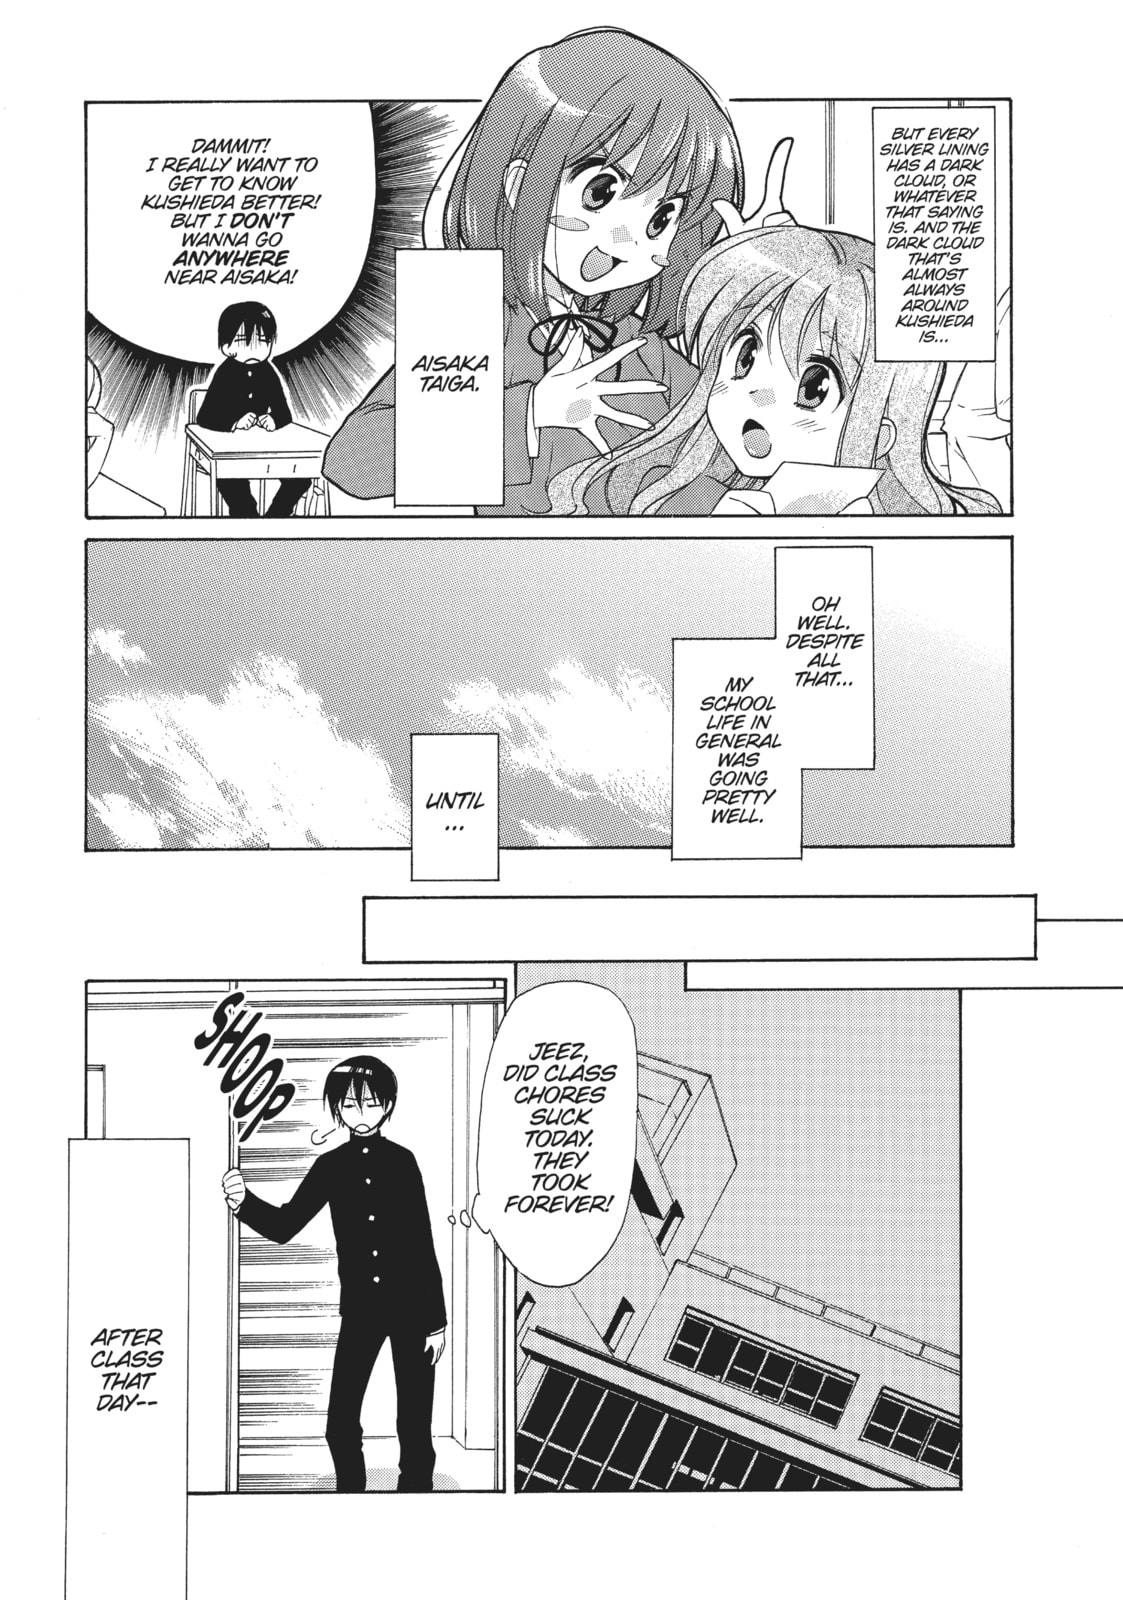 BUT EVERY
SILVER LINING
HAS A DARK
CLOUD, OR
WHATEVER
THAT SAYING
IS. AND THE
DARK CLOUD
THAT'S
ALMOST
ALWAYS
AROUND
KUSHIEDA
IS...
AISAKA
TAIGA.
DAMMIT!
I REALLY WANT TO
GET TO KNOW
KUSHIEDA BETTER!
BUT I DON'T
WANNA GO
ANYWHERE
NEAR AISAKA!
OH
WELL.
DESPITE
ALL
THAT...
MY
SCHOOL
LIFE IN
GENERAL
WAS
GOING
PRETTY
WELL.
UNTIL
...
JEEZ,
DID CLASS
CHORES
SUCK
TODAY.
THEY
TOOK
FOREVER!
SHOOP
AFTER
CLASS
THAT
DAY--